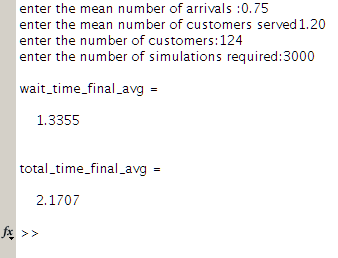 enter the mean number of arrivals :0.75
enter the mean number of customers served1.20
enter the number of customers:124
enter the number of simulations required:3000
wait_time_final_avg =
1.3355
total_time_final_avg =
2.1707
fx >>